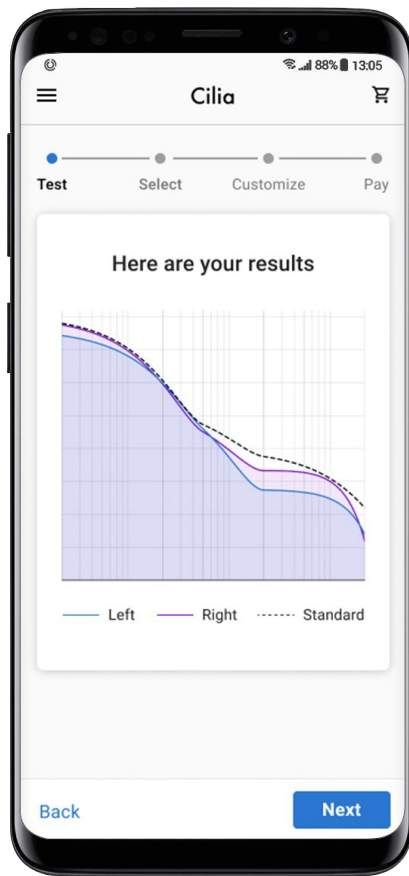 88% 13:05
Cilia
Test Select Customize Pay
Here are your results
Left Right Standard
Back Next